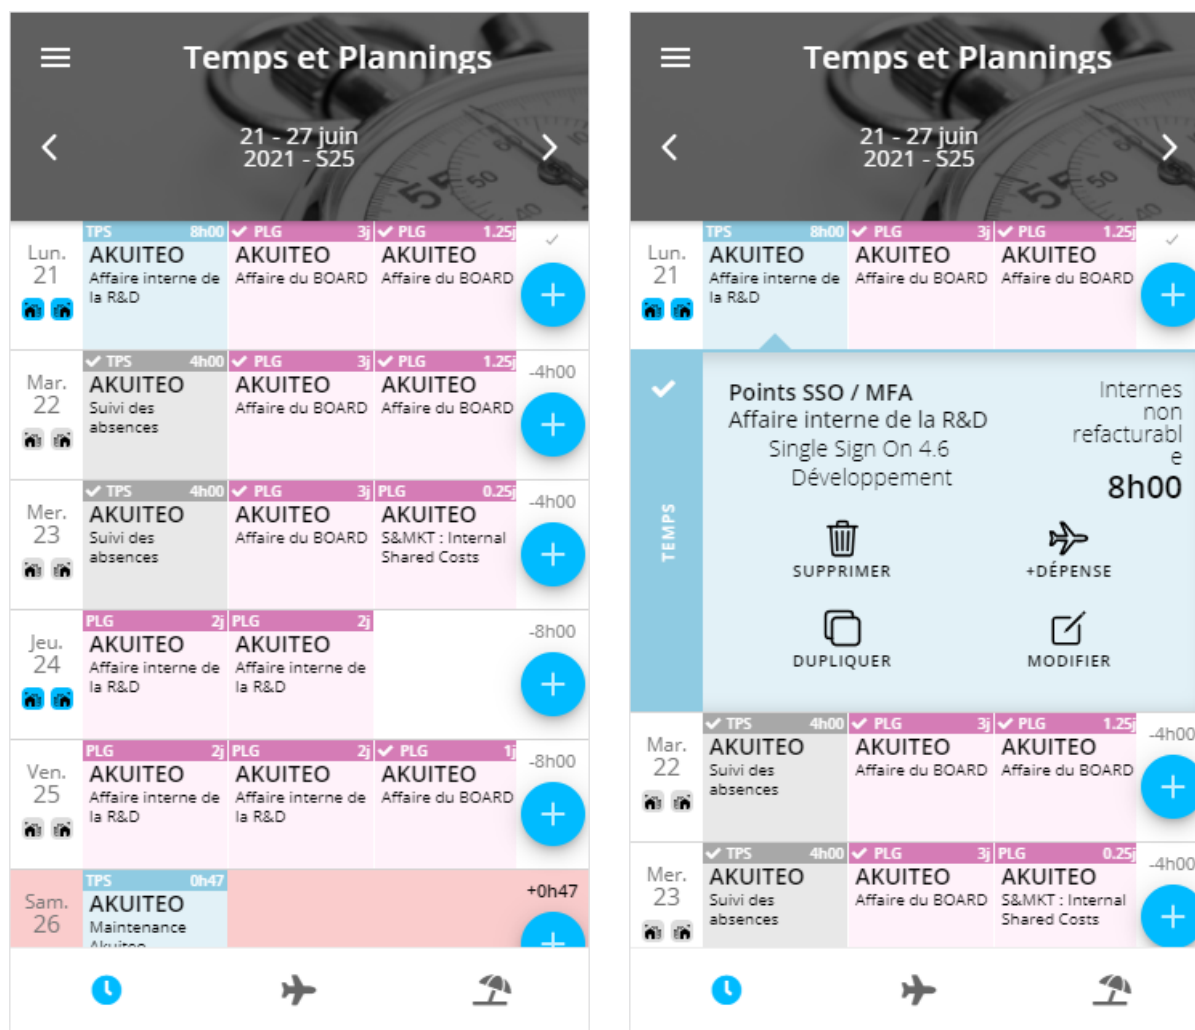 Temps et Plannings
21 - 27 juin
2021 - S25
TPS 8h00 PLG 3j PLG 1.25j
Lun.
21
AKUITEO AKUITEO AKUITEO
Affaire interne de Affaire du BOARD Affaire du BOARD
la R&D
TPS 4h00 PLG 3j PLG 1.25j
-4h00
Mar.
22
AKUITEO AKUITEO AKUITEO
Suivi des Affaire du BOARD Affaire du BOARD
absences
TPS 4h00 PLG 3j PLG 0.25j
-4h00
Mer.
23
AKUITEO AKUITEO AKUITEO
Suivi des Affaire du BOARD S&MKT : Internal
absences Shared Costs
PLG 2j PLG 2j
-8h00
Jeu.
24
AKUITEO AKUITEO
Affaire interne de Affaire interne de
la R&D la R&D
PLG 2j PLG 2j PLG 1j
-8h00
Ven.
25
AKUITEO AKUITEO AKUITEO
Affaire interne de Affaire interne de Affaire du BOARD
la R&D la R&D
TPS 0h47
+0h47
Sam.
26
AKUITEO
Maintenance
Akuiteo
Temps et Plannings
21 - 27 juin
2021 - S25
TPS 8h00 PLG 3j PLG 1.25j
Lun.
21
AKUITEO AKUITEO AKUITEO
Affaire interne de Affaire du BOARD Affaire du BOARD
la R&D
TEMPS
Points SSO / MFA
Affaire interne de la R&D
Single Sign On 4.6
Développement
Internes
non
refacturabl
e
8h00
SUPPRIMER +DÉPENSE
DUPLIQUER MODIFIER
TPS 4h00 PLG 3j PLG 1.25j
-4h00
Mar.
22
AKUITEO AKUITEO AKUITEO
Suivi des Affaire du BOARD Affaire du BOARD
absences
TPS 4h00 PLG 3j PLG 0.25j
-4h00
Mer.
23
AKUITEO AKUITEO AKUITEO
Suivi des Affaire du BOARD S&MKT : Internal
absences Shared Costs